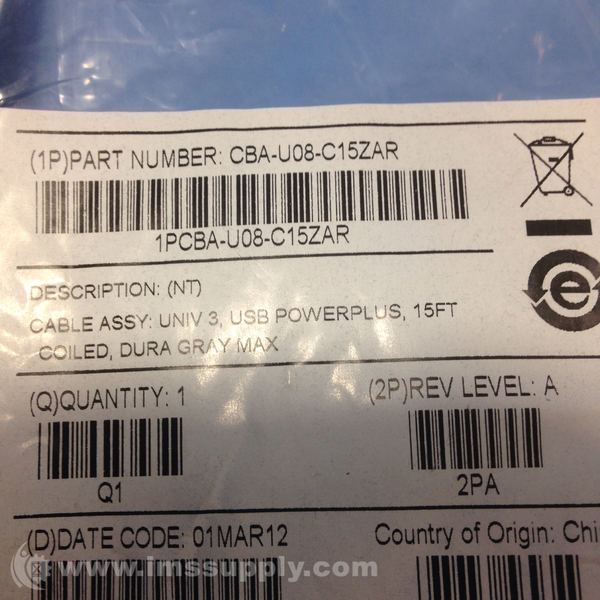 (1P)PART NUMBER: CBA-U08-C15ZAR
1PCBA-U08-C15ZAR
DESCRIPTION: (NT)
CABLE ASSY: UNIV 3, USB POWERPLUS, 15FT
COILED, DURA GRAY MAX
(Q)QUANTITY: 1
(2P)REV LEVEL: A
Q1
2PA
(D)DATE CODE: 01MAR12
Country of Origin: Chi
www.imssupply.com
e